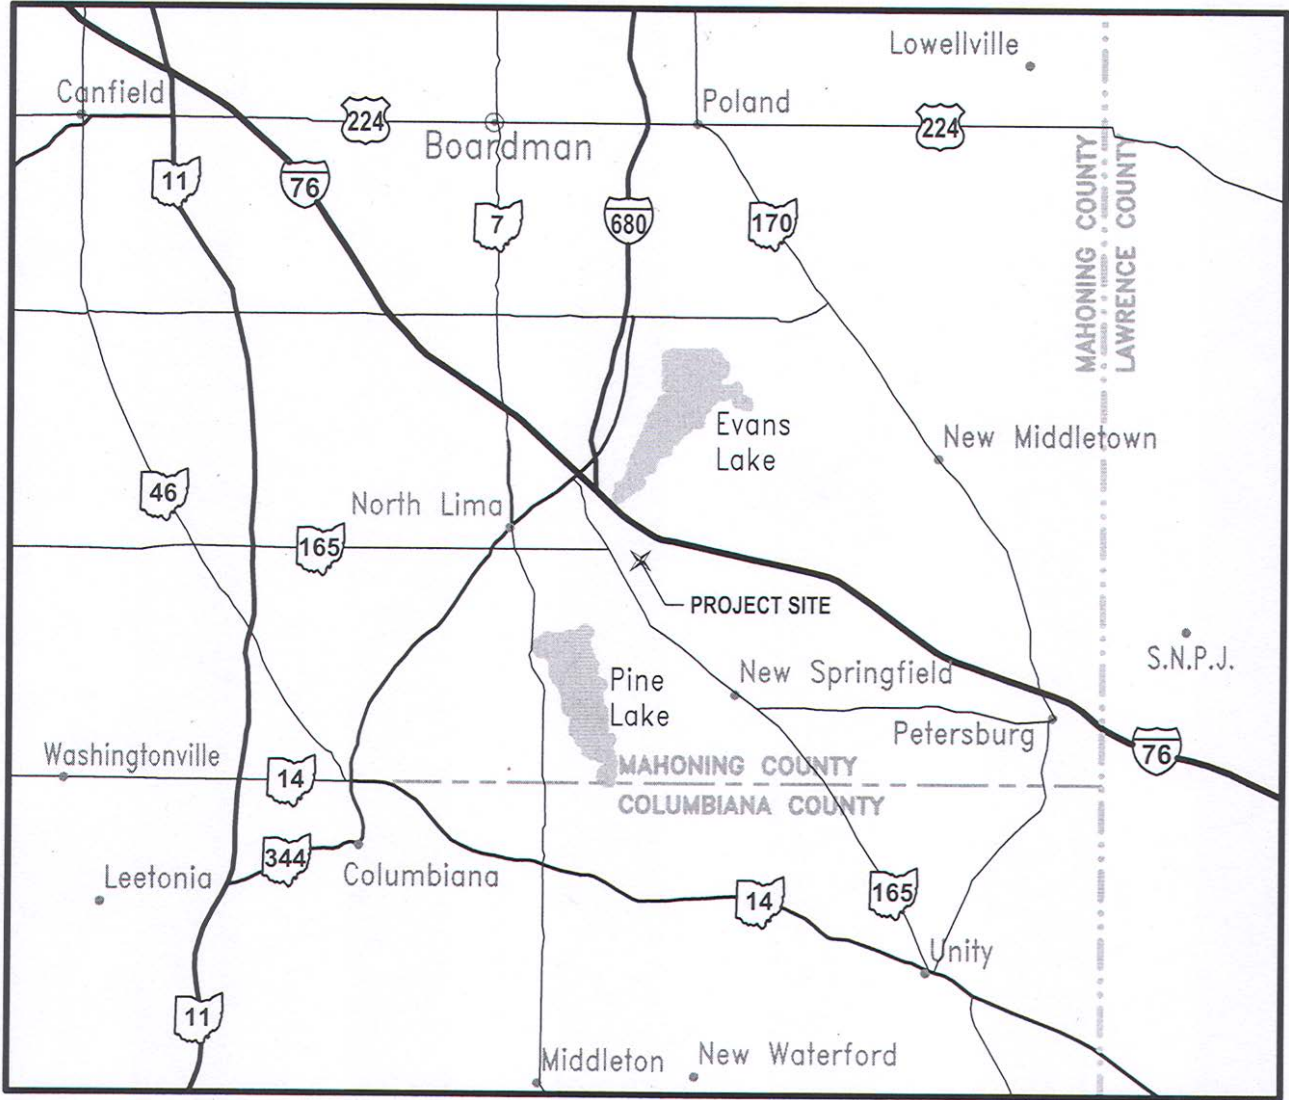 Lowellville
Canfield
224
Poland
224
Boardman
11
76
7
680
170
MAHONING COUNTY
LAWRENCE COUNTY
Evans
Lake
New Middletown
46
North Lima
165
PROJECT SITE
S.N.P.J.
Pine
Lake
New Springfield
Petersburg
Washingtonville
14
76
MAHONING COUNTY
COLUMBIANA COUNTY
344
Leetonia
Columbiana
14
165
Unity
11
Middleton
New Waterford